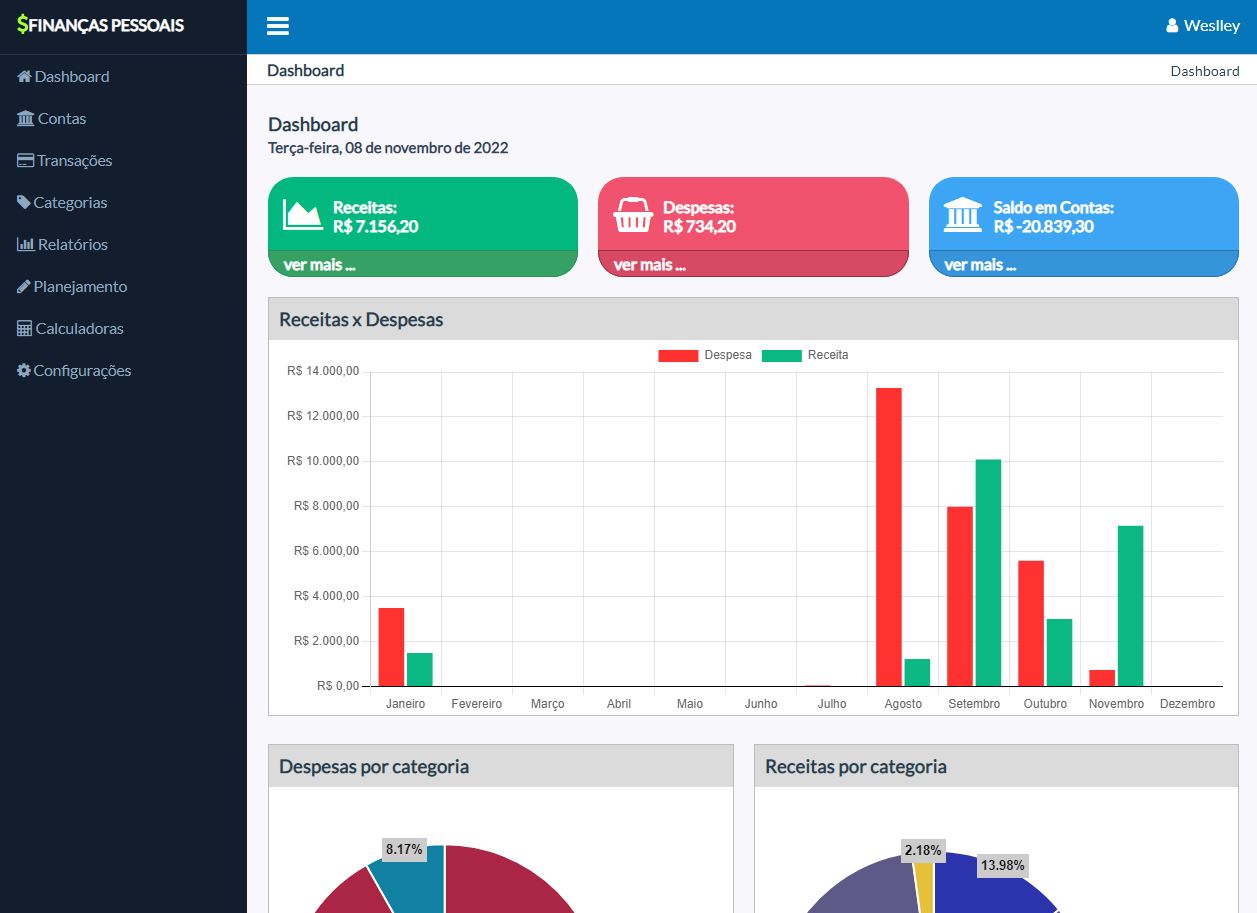 $FINANÇAS PESSOAIS
Weslley
Dashboard
Contas
Transações
Categorias
Relatórios
Planejamento
Calculadoras
Configurações
Dashboard
Dashboard
Dashboard
Terça-feira, 08 de novembro de 2022
Receitas:
R$ 7.156,20
ver mais ...
Despesas:
R$ 734,20
ver mais ...
Saldo em Contas:
R$ -20.839,30
ver mais ...
Receitas x Despesas
Despesa Receita
R$ 14.000,00
R$ 12.000,00
R$ 10.000,00
R$ 8.000,00
R$ 6.000,00
R$ 4.000,00
R$ 2.000,00
R$ 0,00
Janeiro Fevereiro Março Abril Maio Junho Julho Agosto Setembro Outubro Novembro Dezembro
Despesas por categoria
8.17%
Receitas por categoria
2.18%
13.98%